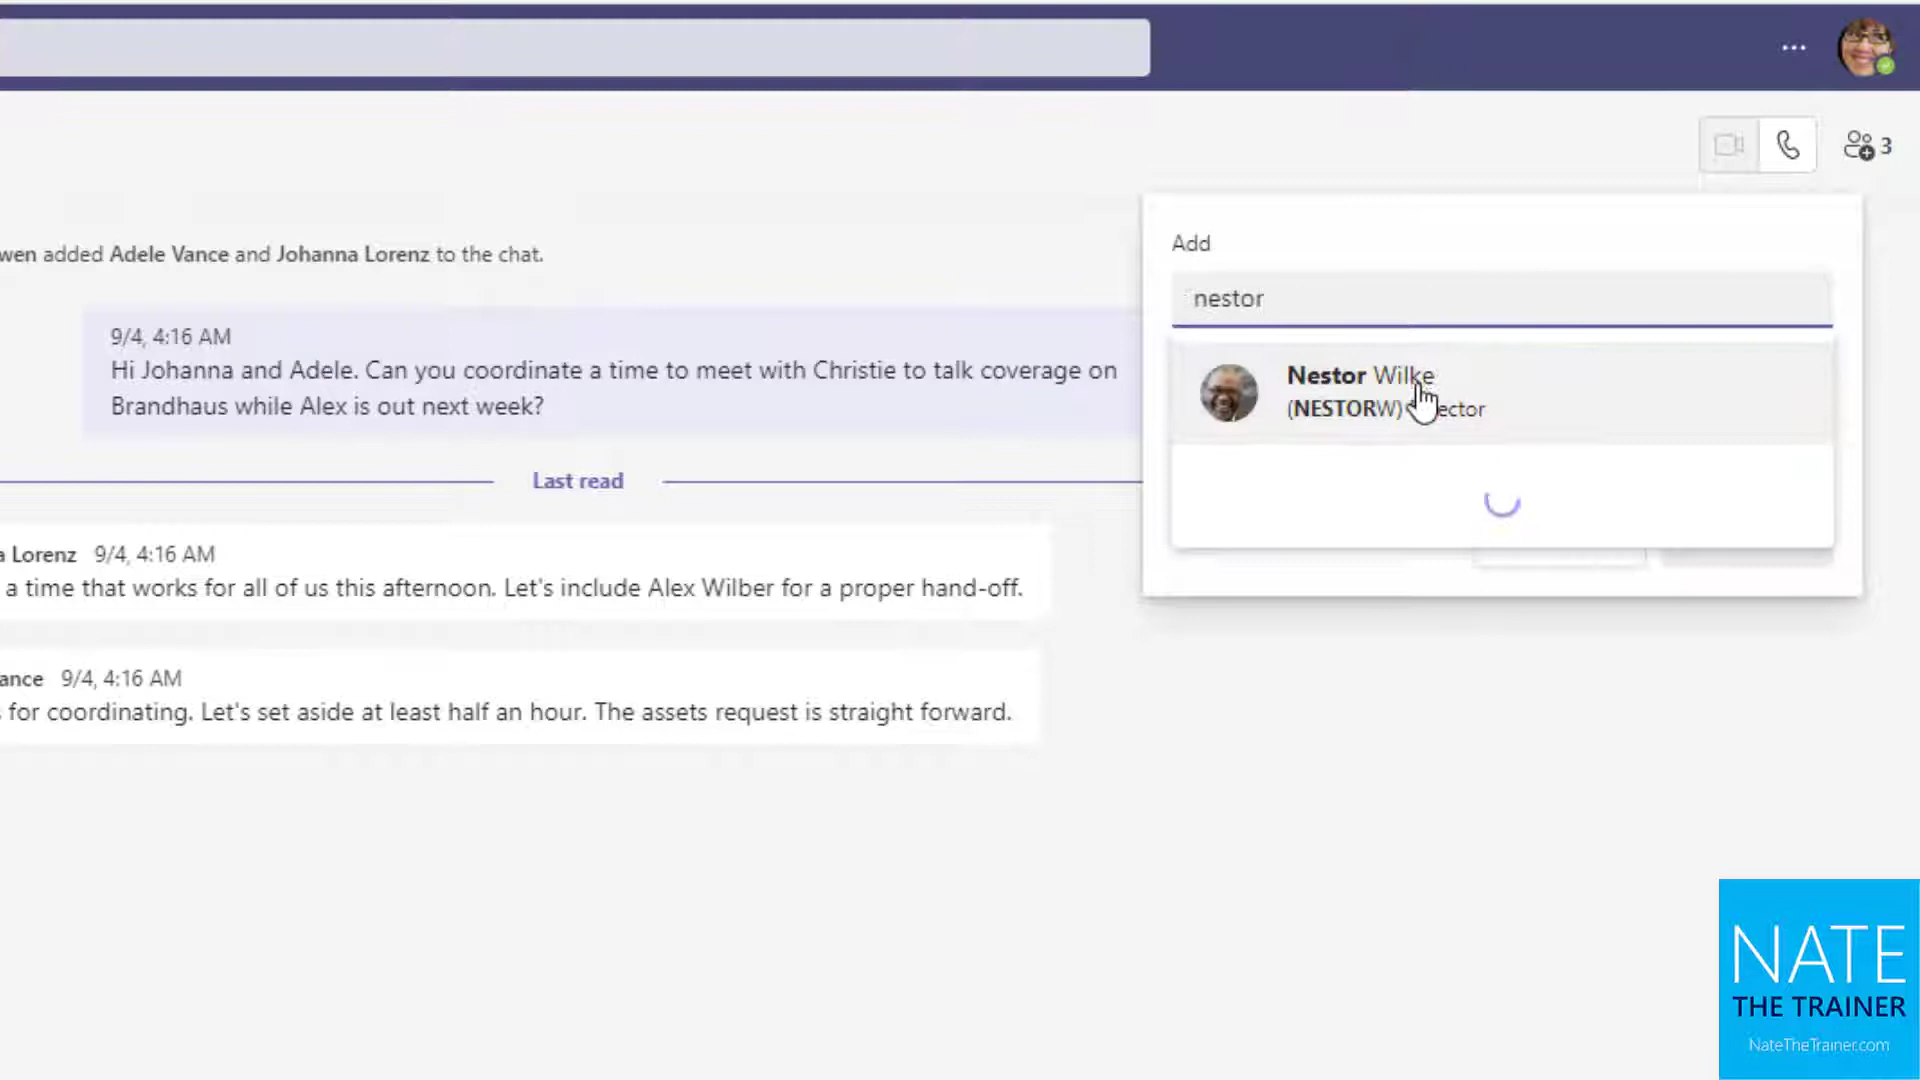 3
wen added Adele Vance and Johanna Lorenz to the chat.
9/4, 4:16 AM
Hi Johanna and Adele. Can you coordinate a time to meet with Christie to talk coverage on
Brandhaus while Alex is out next week?
Last read
a Lorenz 9/4, 4:16 AM
a time that works for all of us this afternoon. Let's include Alex Wilber for a proper hand-off.
ance 9/4, 4:16 AM
for coordinating. Let's set aside at least half an hour. The assets request is straight forward.
Add
nestor
Nestor Wilke
(NESTORW) ector
NATE
THE TRAINER
NateTheTrainer.com